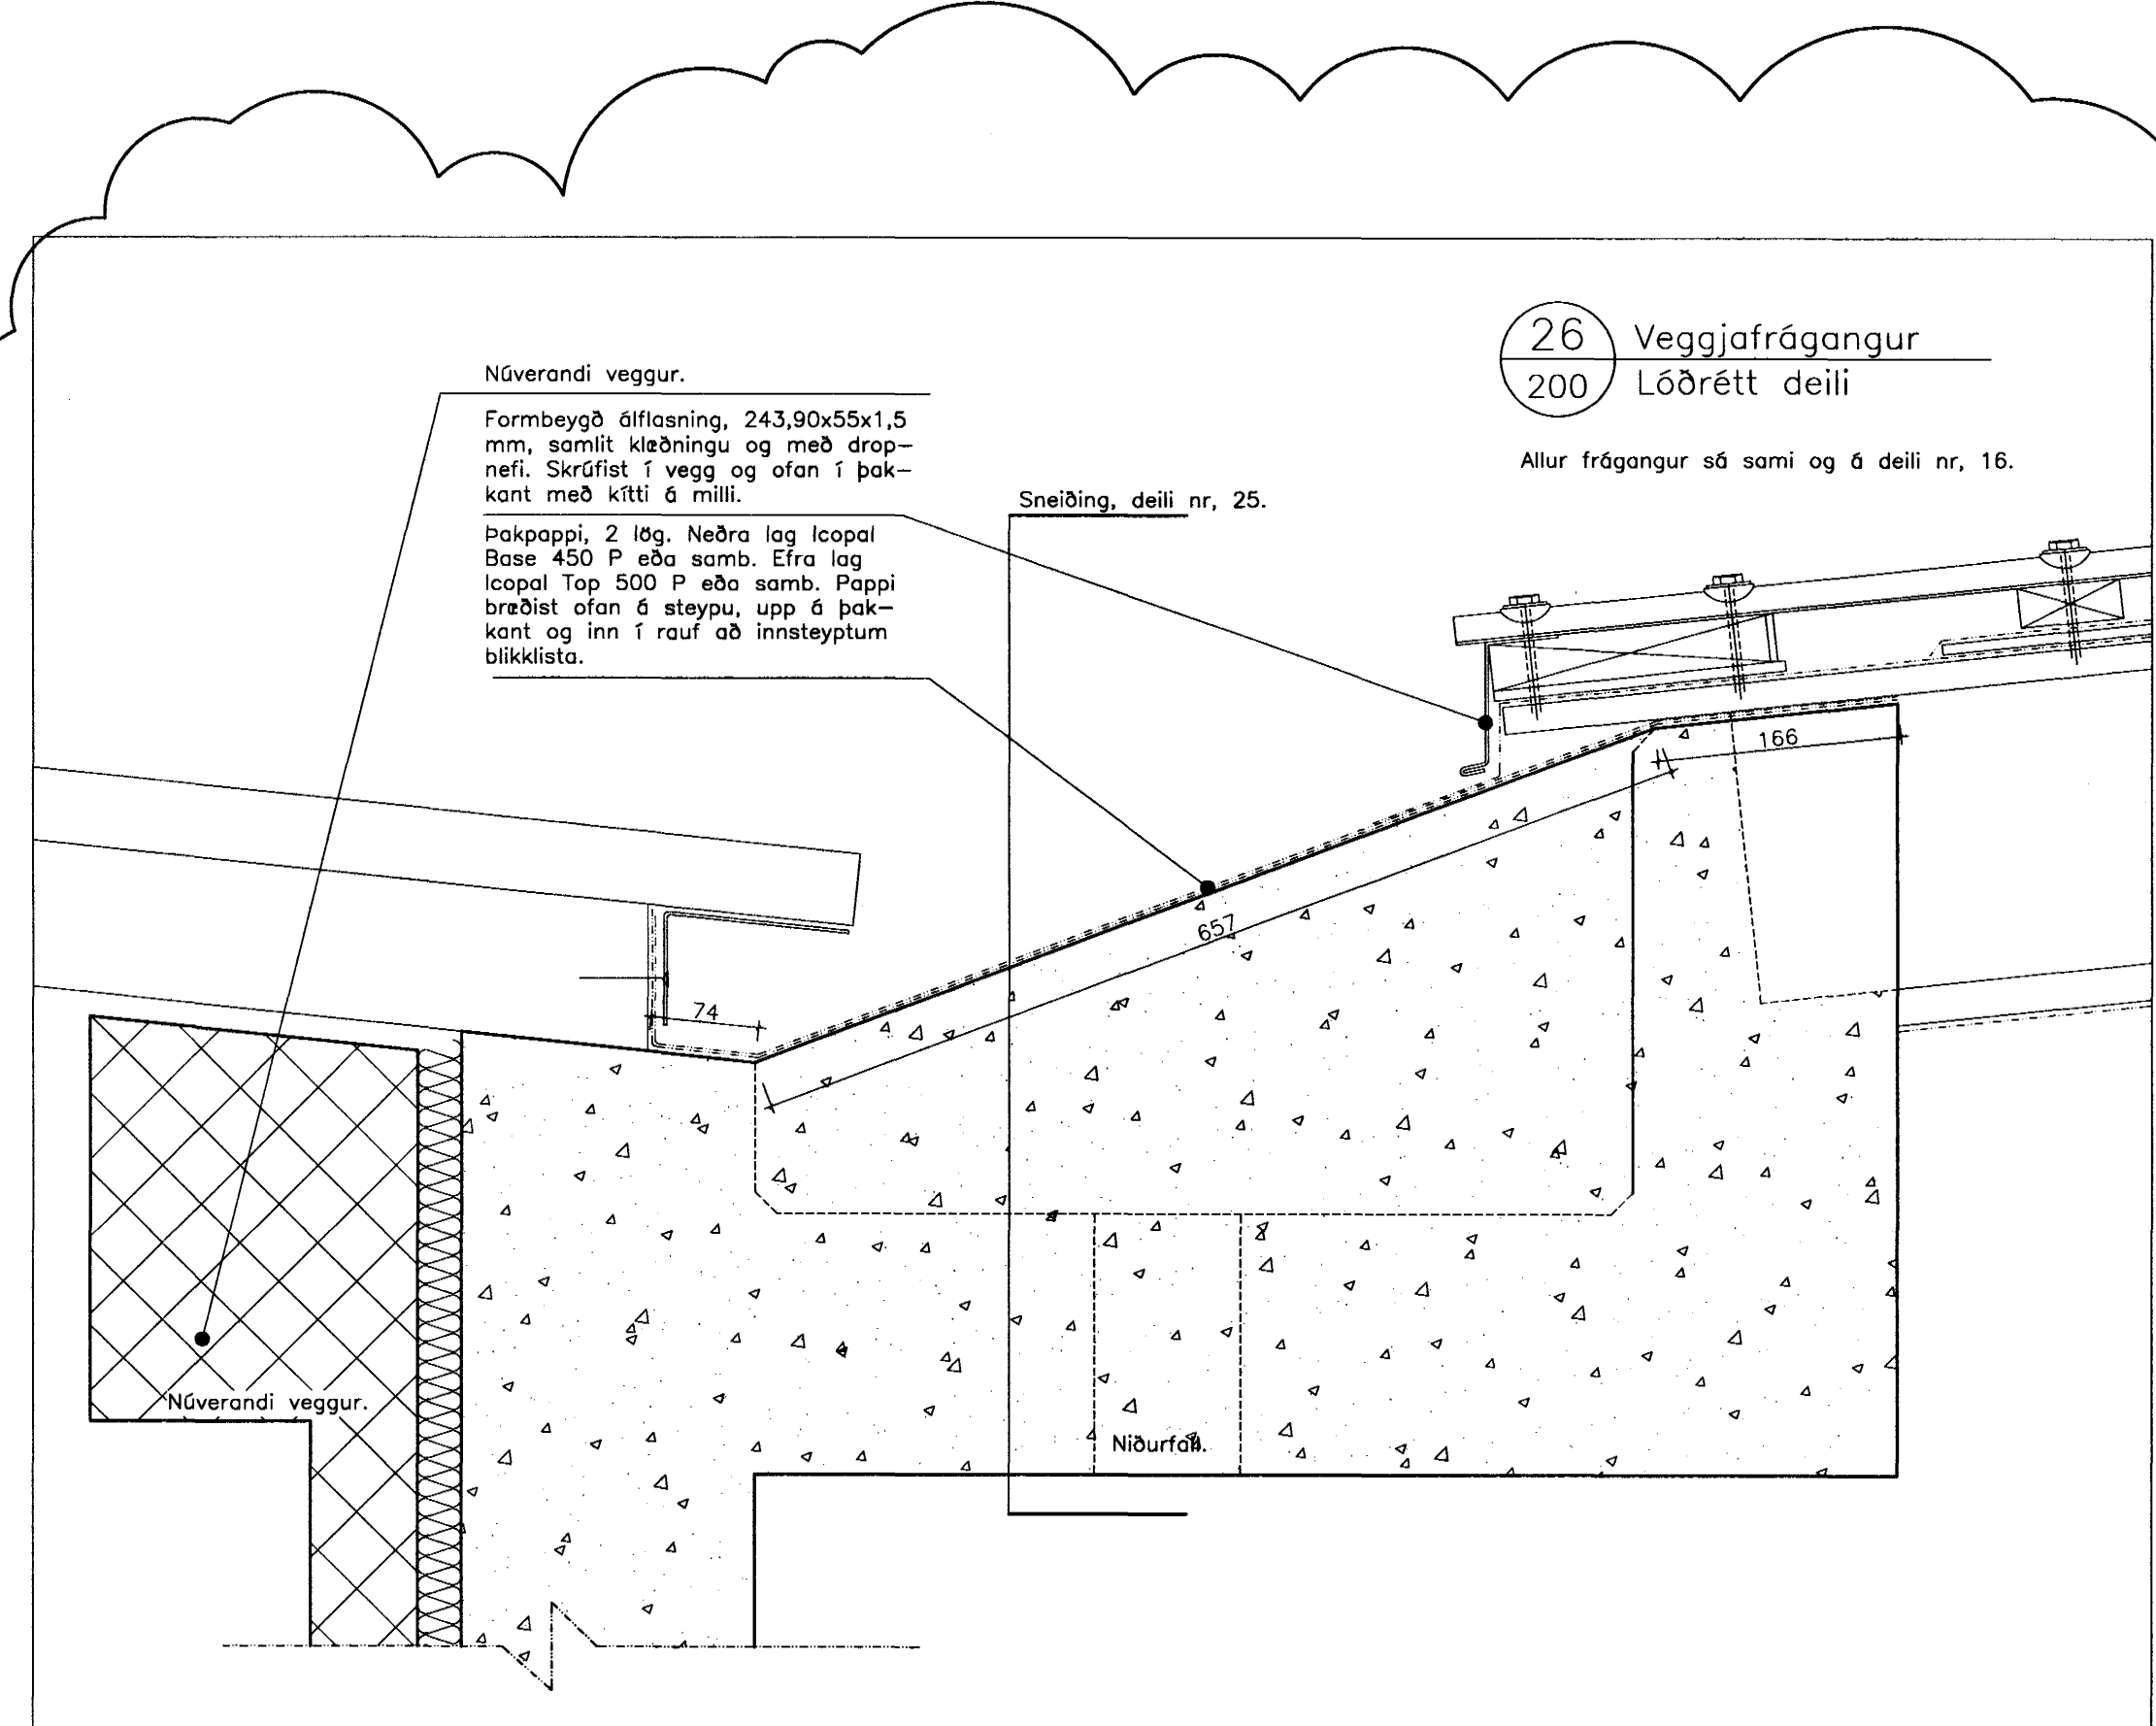 26
200
Veggjafrágangur
Lóðrétt deili
Allur frágangur sá sami og á deili nr, 16.
Núverandi veggur.
Formbeygð álflasning, 243,90x55x1,5
mm, samlit klæðningu og með drop-
nefi. Skrúfist í vegg og ofan í þak-
kant með kítti á milli.
Þakpappi, 2 lög. Neðra lag Icopal
Base 450 P eða samb. Efra lag
Icopal Top 500 P eða samb. Pappi
bræðist ofan á steypu, upp á þak-
kant og inn í rauf að innsteyptum
blikklista.
Sneiðing, deili nr, 25.
166
657
74
Núverandi veggur.
Niðurfall.